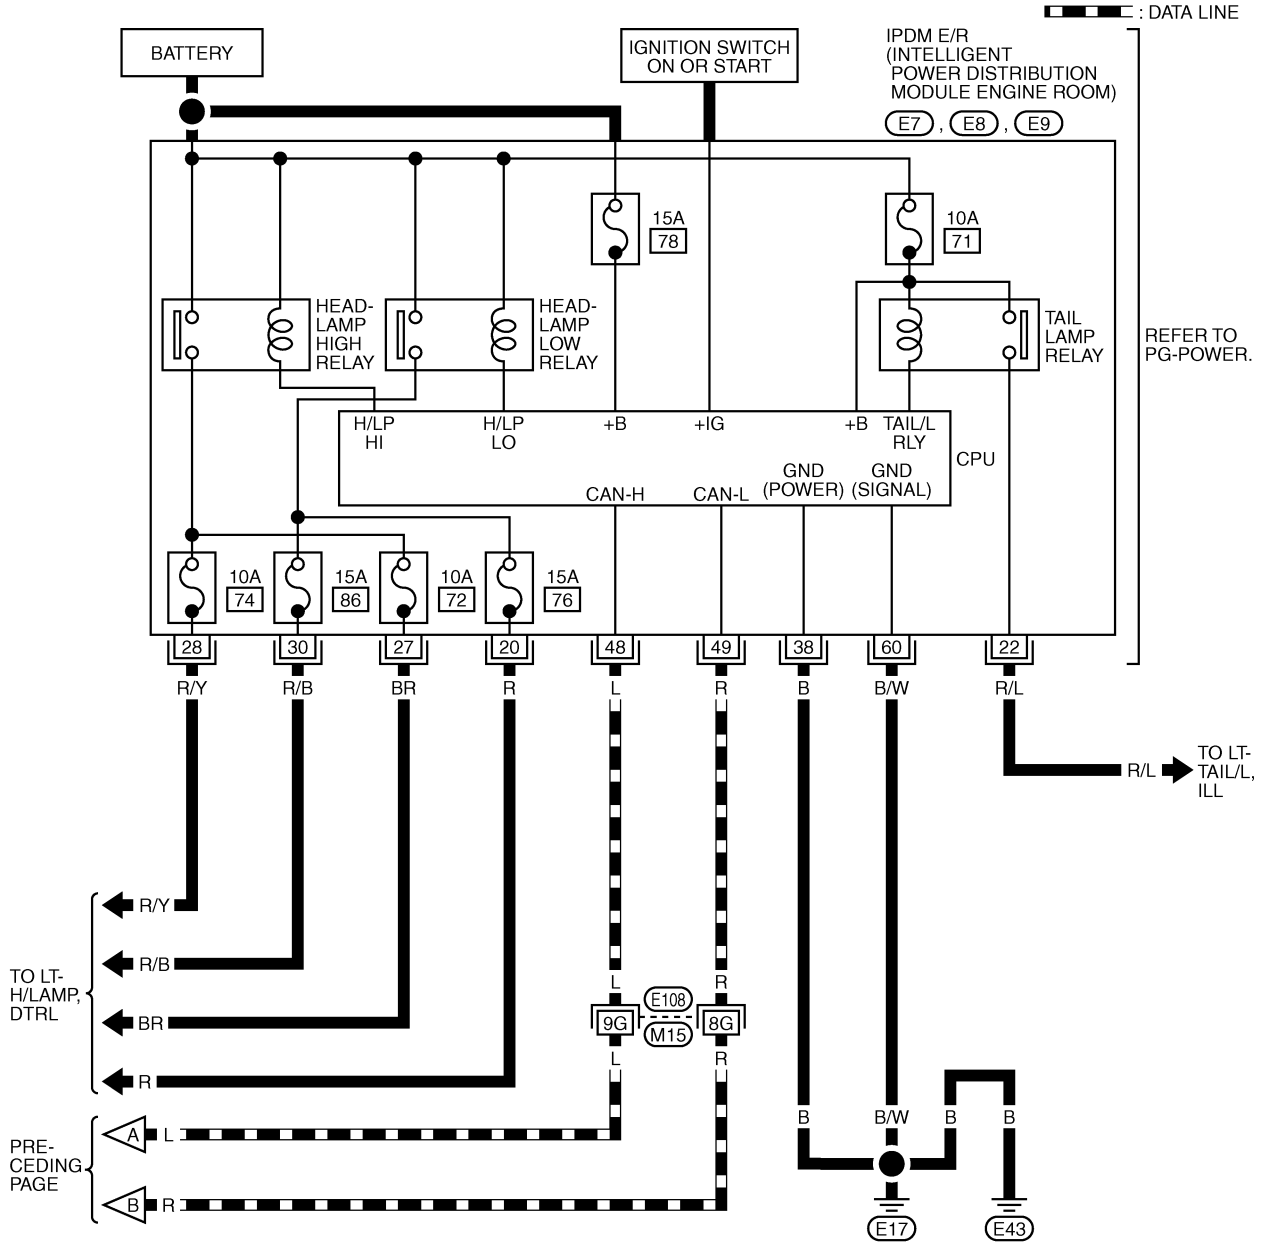 : DATA LINE
BATTERY
IGNITION SWITCH
ON OR START
IPDM E/R
(INTELLIGENT
POWER DISTRIBUTION
MODULE ENGINE ROOM)
E7 , E8 , E9
15A
78
10A
71
HEAD-
LAMP
HIGH
RELAY
HEAD-
LAMP
LOW
RELAY
TAIL
LAMP
RELAY
REFER TO
PG-POWER.
H/LP
HI
H/LP
LO
+B
+IG
+B
TAIL/L
RLY
CPU
CAN-H
CAN-L
GND
(POWER)
GND
(SIGNAL)
10A
74
15A
86
10A
72
15A
76
28 30 27 20 48 49 38 60 22
R/Y R/B BR R L R B B/W R/L
R/L
TO LT-
TAIL/L,
ILL
R/Y
R/B
BR
R
TO LT-
H/LAMP,
DTRL
L R
E108
9G 8G
M15
L R
B B/W B B
A L
B R
PRE-
CEDING
PAGE
E17 E43